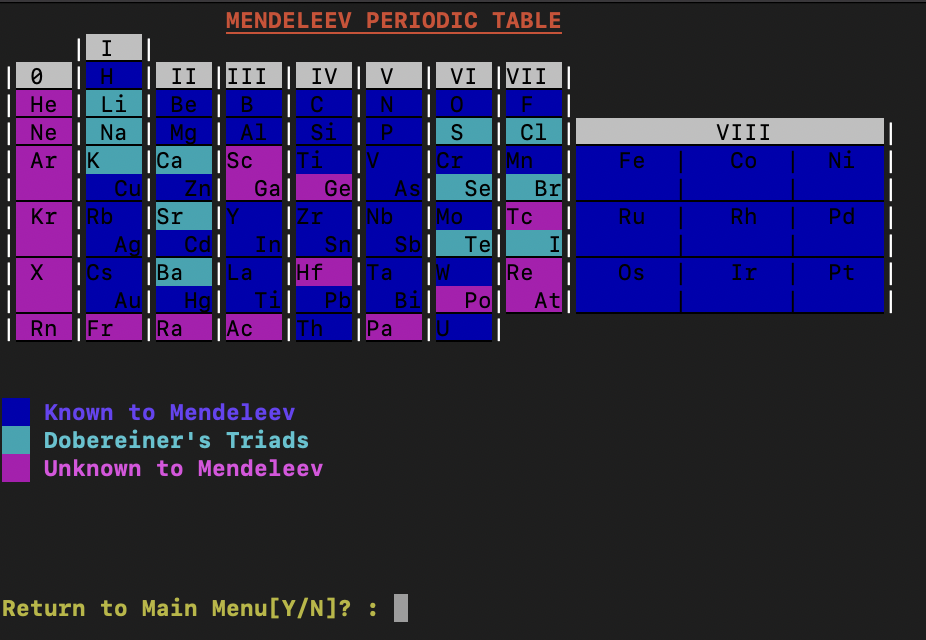 MENDELEEV PERIODIC TABLE
I
0 H II III IV V VI VII
He Li Be B C N O F
Ne Na Mg Al Si P S Cl VIII
Ar K Ca Sc Ti V Cr Mn Fe Co Ni
Cu Zn Ga Ge As Se Br
Kr Rb Sr Y Zr Nb Mo Tc Ru Rh Pd
Ag Cd In Sn Sb Te I
X Cs Ba La Hf Ta W Re Os Ir Pt
Au Hg Ti Pb Bi Po At
Rn Fr Ra Ac Th Pa U
Known to Mendeleev
Dobereiner's Triads
Unknown to Mendeleev
Return to Main Menu[Y/N]? :